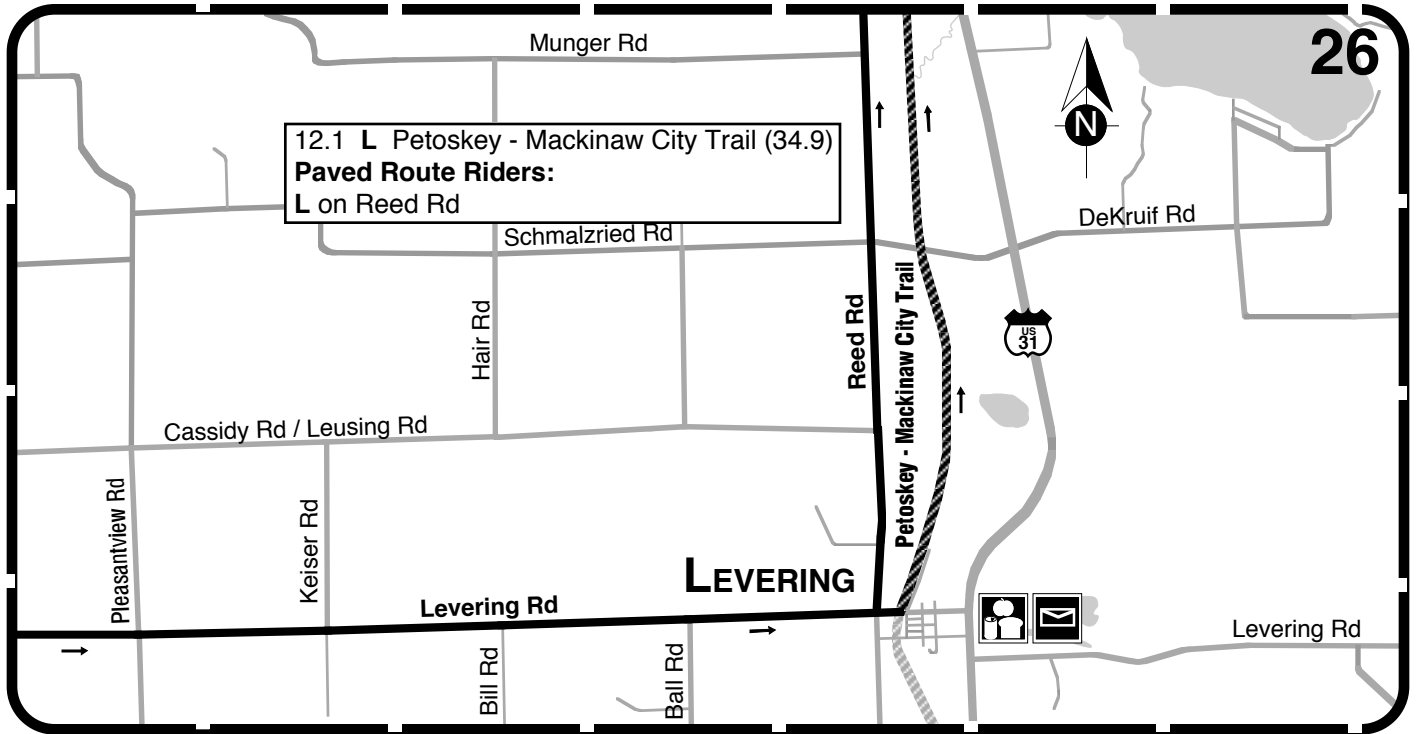 26
Munger Rd
12.1 L Petoskey - Mackinaw City Trail (34.9)
Paved Route Riders:
L on Reed Rd
N
DeKruif Rd
Schmalzried Rd
Hair Rd
Reed Rd
Petoskey - Mackinaw City Trail
US
31
Cassidy Rd / Leusing Rd
Pleasantview Rd
Keiser Rd
LEVERING
Levering Rd
Levering Rd
Bill Rd
Ball Rd